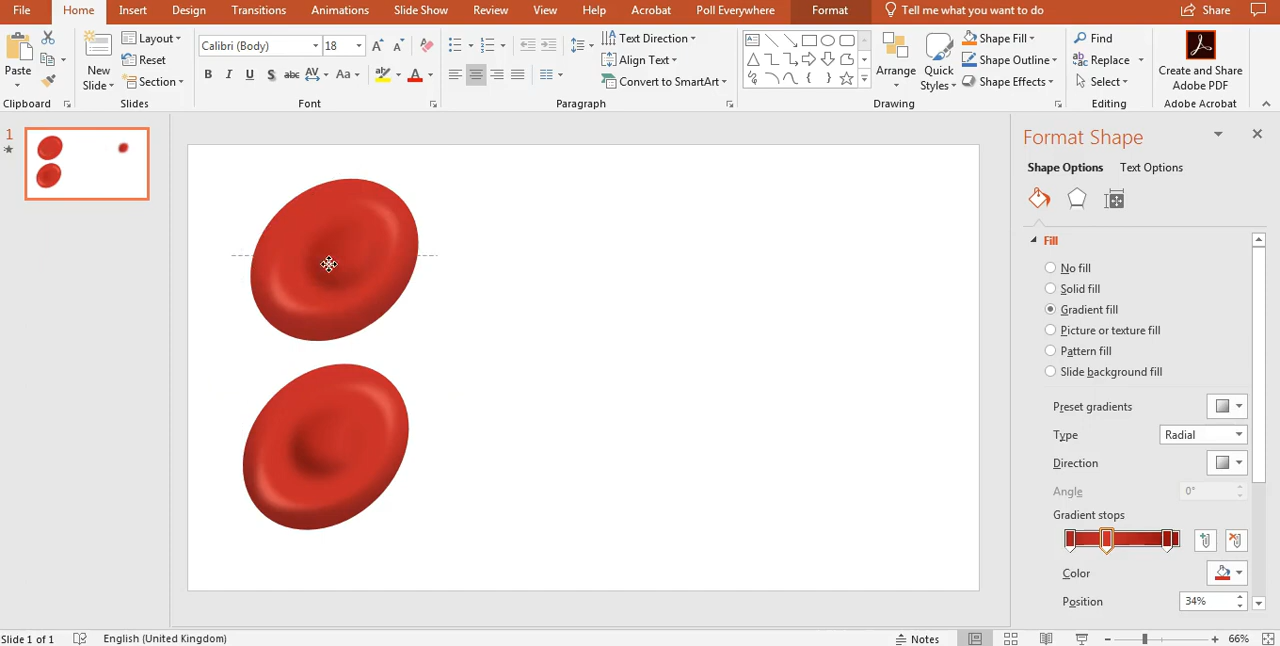 File Home Insert Design Transitions Animations Slide Show Review View Help Acrobat Poll Everywhere Format Tell me what you want to do Share
Paste
New
Slide
Layout
Reset
Section
Calibri (Body) 18
B I U S abc AV Aa A
Text Direction
Align Text
Convert to SmartArt
Arrange
Quick
Styles
Shape Fill
Shape Outline
Shape Effects
Find
Replace
Select
Create and Share
Adobe PDF
Clipboard Slides Font Paragraph Drawing Editing Adobe Acrobat
1
Format Shape
Shape Options Text Options
Fill
No fill
Solid fill
Gradient fill
Picture or texture fill
Pattern fill
Slide background fill
Preset gradients
Type Radial
Direction
Angle 0°
Gradient stops
Color
Position 34%
Slide 1 of 1 English (United Kingdom) Notes 66%